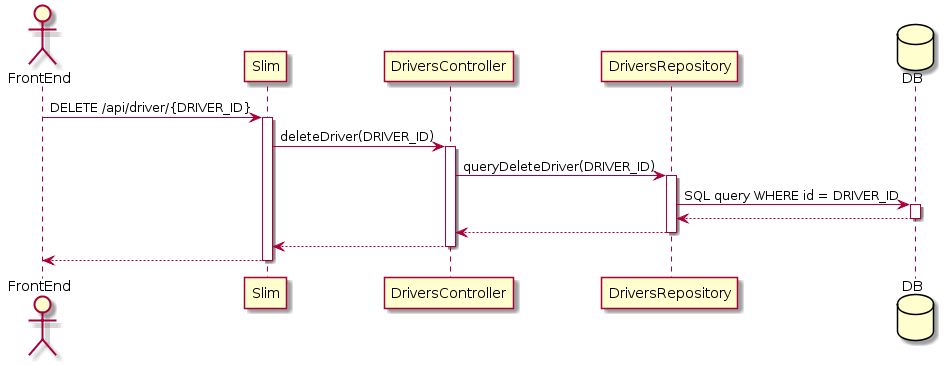 FrontEnd
Slim
DriversController
DriversRepository
DB
DELETE /api/driver/{DRIVER_ID}
deleteDriver(DRIVER_ID)
queryDeleteDriver(DRIVER_ID)
SQL query WHERE id = DRIVER_ID
FrontEnd
Slim
DriversController
DriversRepository
DB